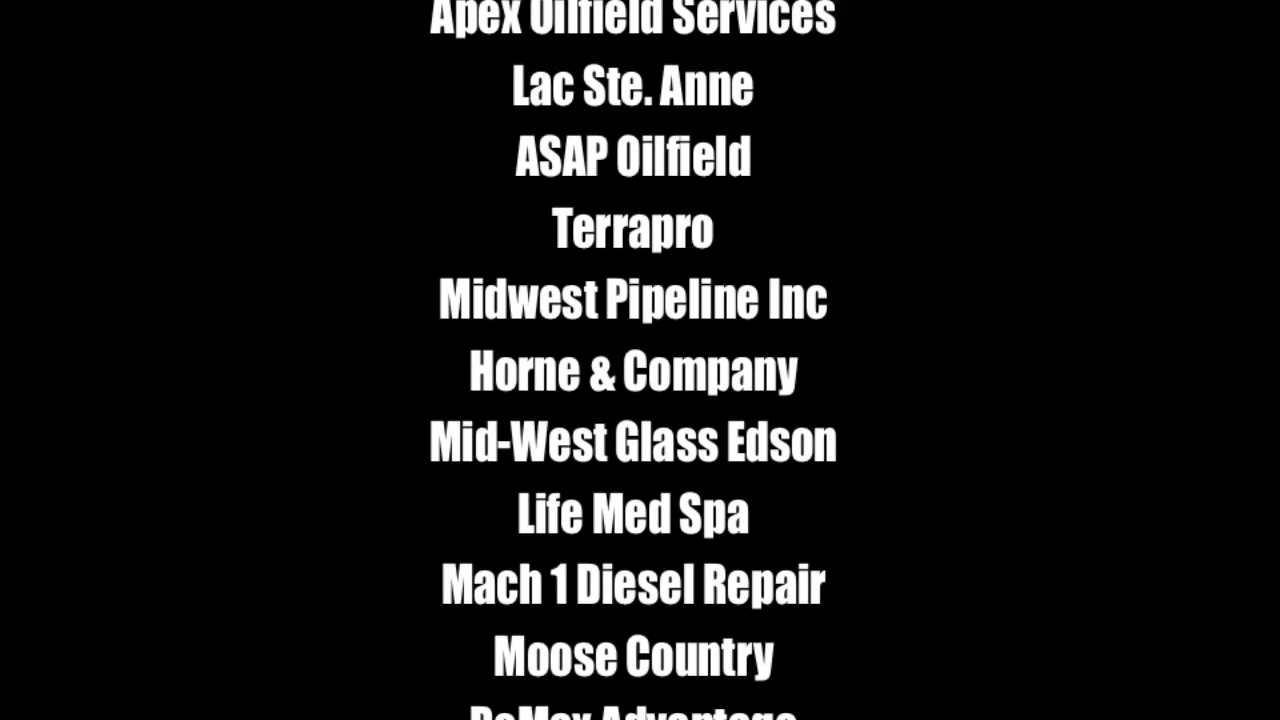 Apex Oilfield Services
Lac Ste. Anne
ASAP Oilfield
Terrapro
Midwest Pipeline Inc
Horne & Company
Mid-West Glass Edson
Life Med Spa
Mach 1 Diesel Repair
Moose Country
Advantage